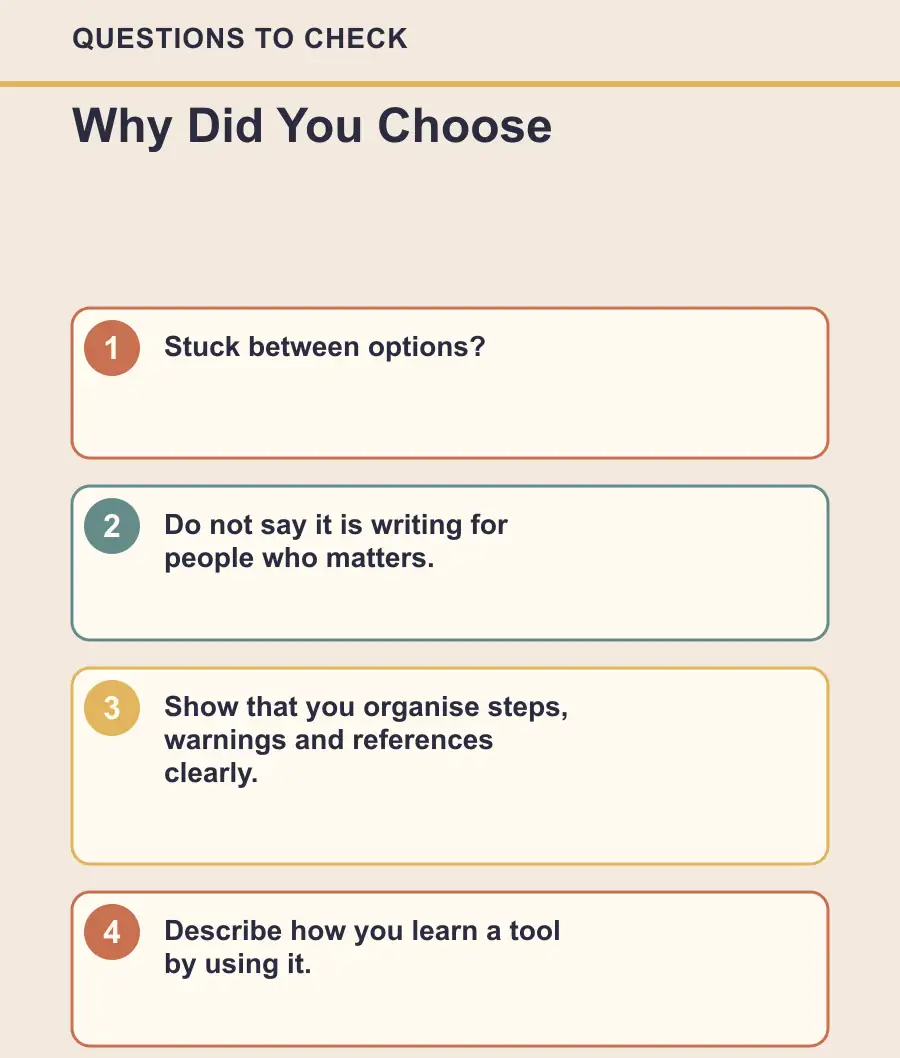 QUESTIONS TO CHECK
Why Did You Choose
1
Stuck between options?
2
Do not say it is writing for
people who matters.
3
Show that you organise steps,
warnings and references
clearly.
4
Describe how you learn a tool
by using it.